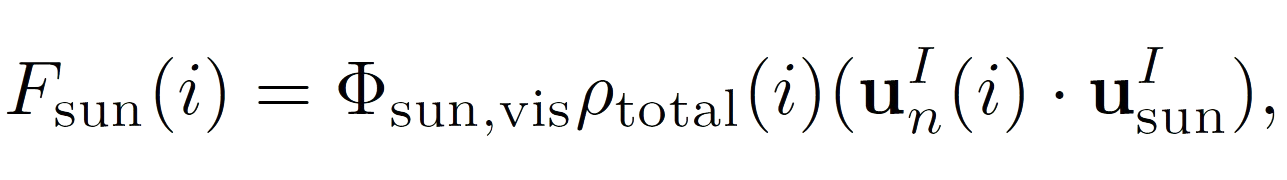 F_sun(i) = Φ_sun,vis ρ_total(i)(𝐮_n^I(i) · 𝐮_sun^I),